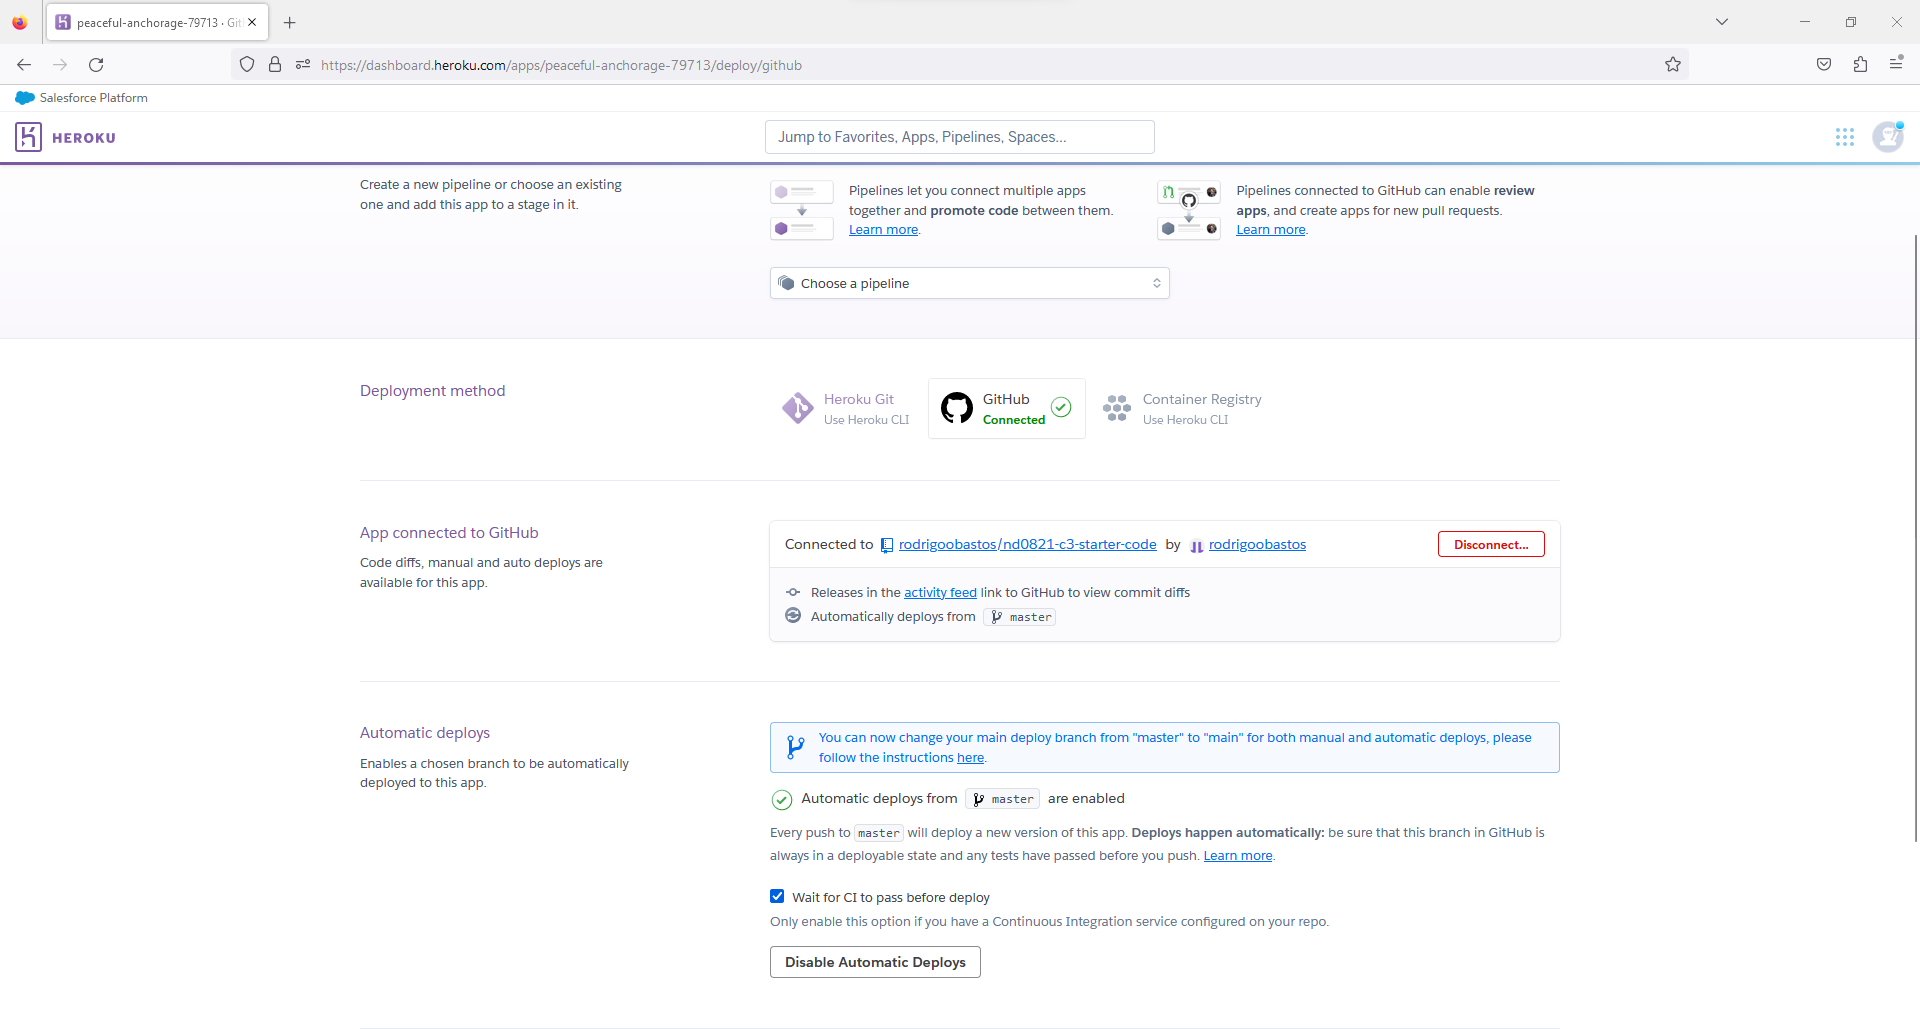 peaceful-anchorage-79713 · Git
https://dashboard.heroku.com/apps/peaceful-anchorage-79713/deploy/github
Salesforce Platform
HEROKU
Jump to Favorites, Apps, Pipelines, Spaces...
Create a new pipeline or choose an existing
one and add this app to a stage in it.
Pipelines let you connect multiple apps
together and promote code between them.
Learn more.
Pipelines connected to GitHub can enable review
apps, and create apps for new pull requests.
Learn more.
Choose a pipeline
Deployment method
Heroku Git
Use Heroku CLI
GitHub
Connected
Container Registry
Use Heroku CLI
App connected to GitHub
Code diffs, manual and auto deploys are
available for this app.
Connected to rodrigoobastos/nd0821-c3-starter-code by rodrigoobastos
Disconnect...
Releases in the activity feed link to GitHub to view commit diffs
Automatically deploys from master
Automatic deploys
Enables a chosen branch to be automatically
deployed to this app.
You can now change your main deploy branch from "master" to "main" for both manual and automatic deploys, please
follow the instructions here.
Automatic deploys from master are enabled
Every push to master will deploy a new version of this app. Deploys happen automatically: be sure that this branch in GitHub is
always in a deployable state and any tests have passed before you push. Learn more.
Wait for CI to pass before deploy
Only enable this option if you have a Continuous Integration service configured on your repo.
Disable Automatic Deploys